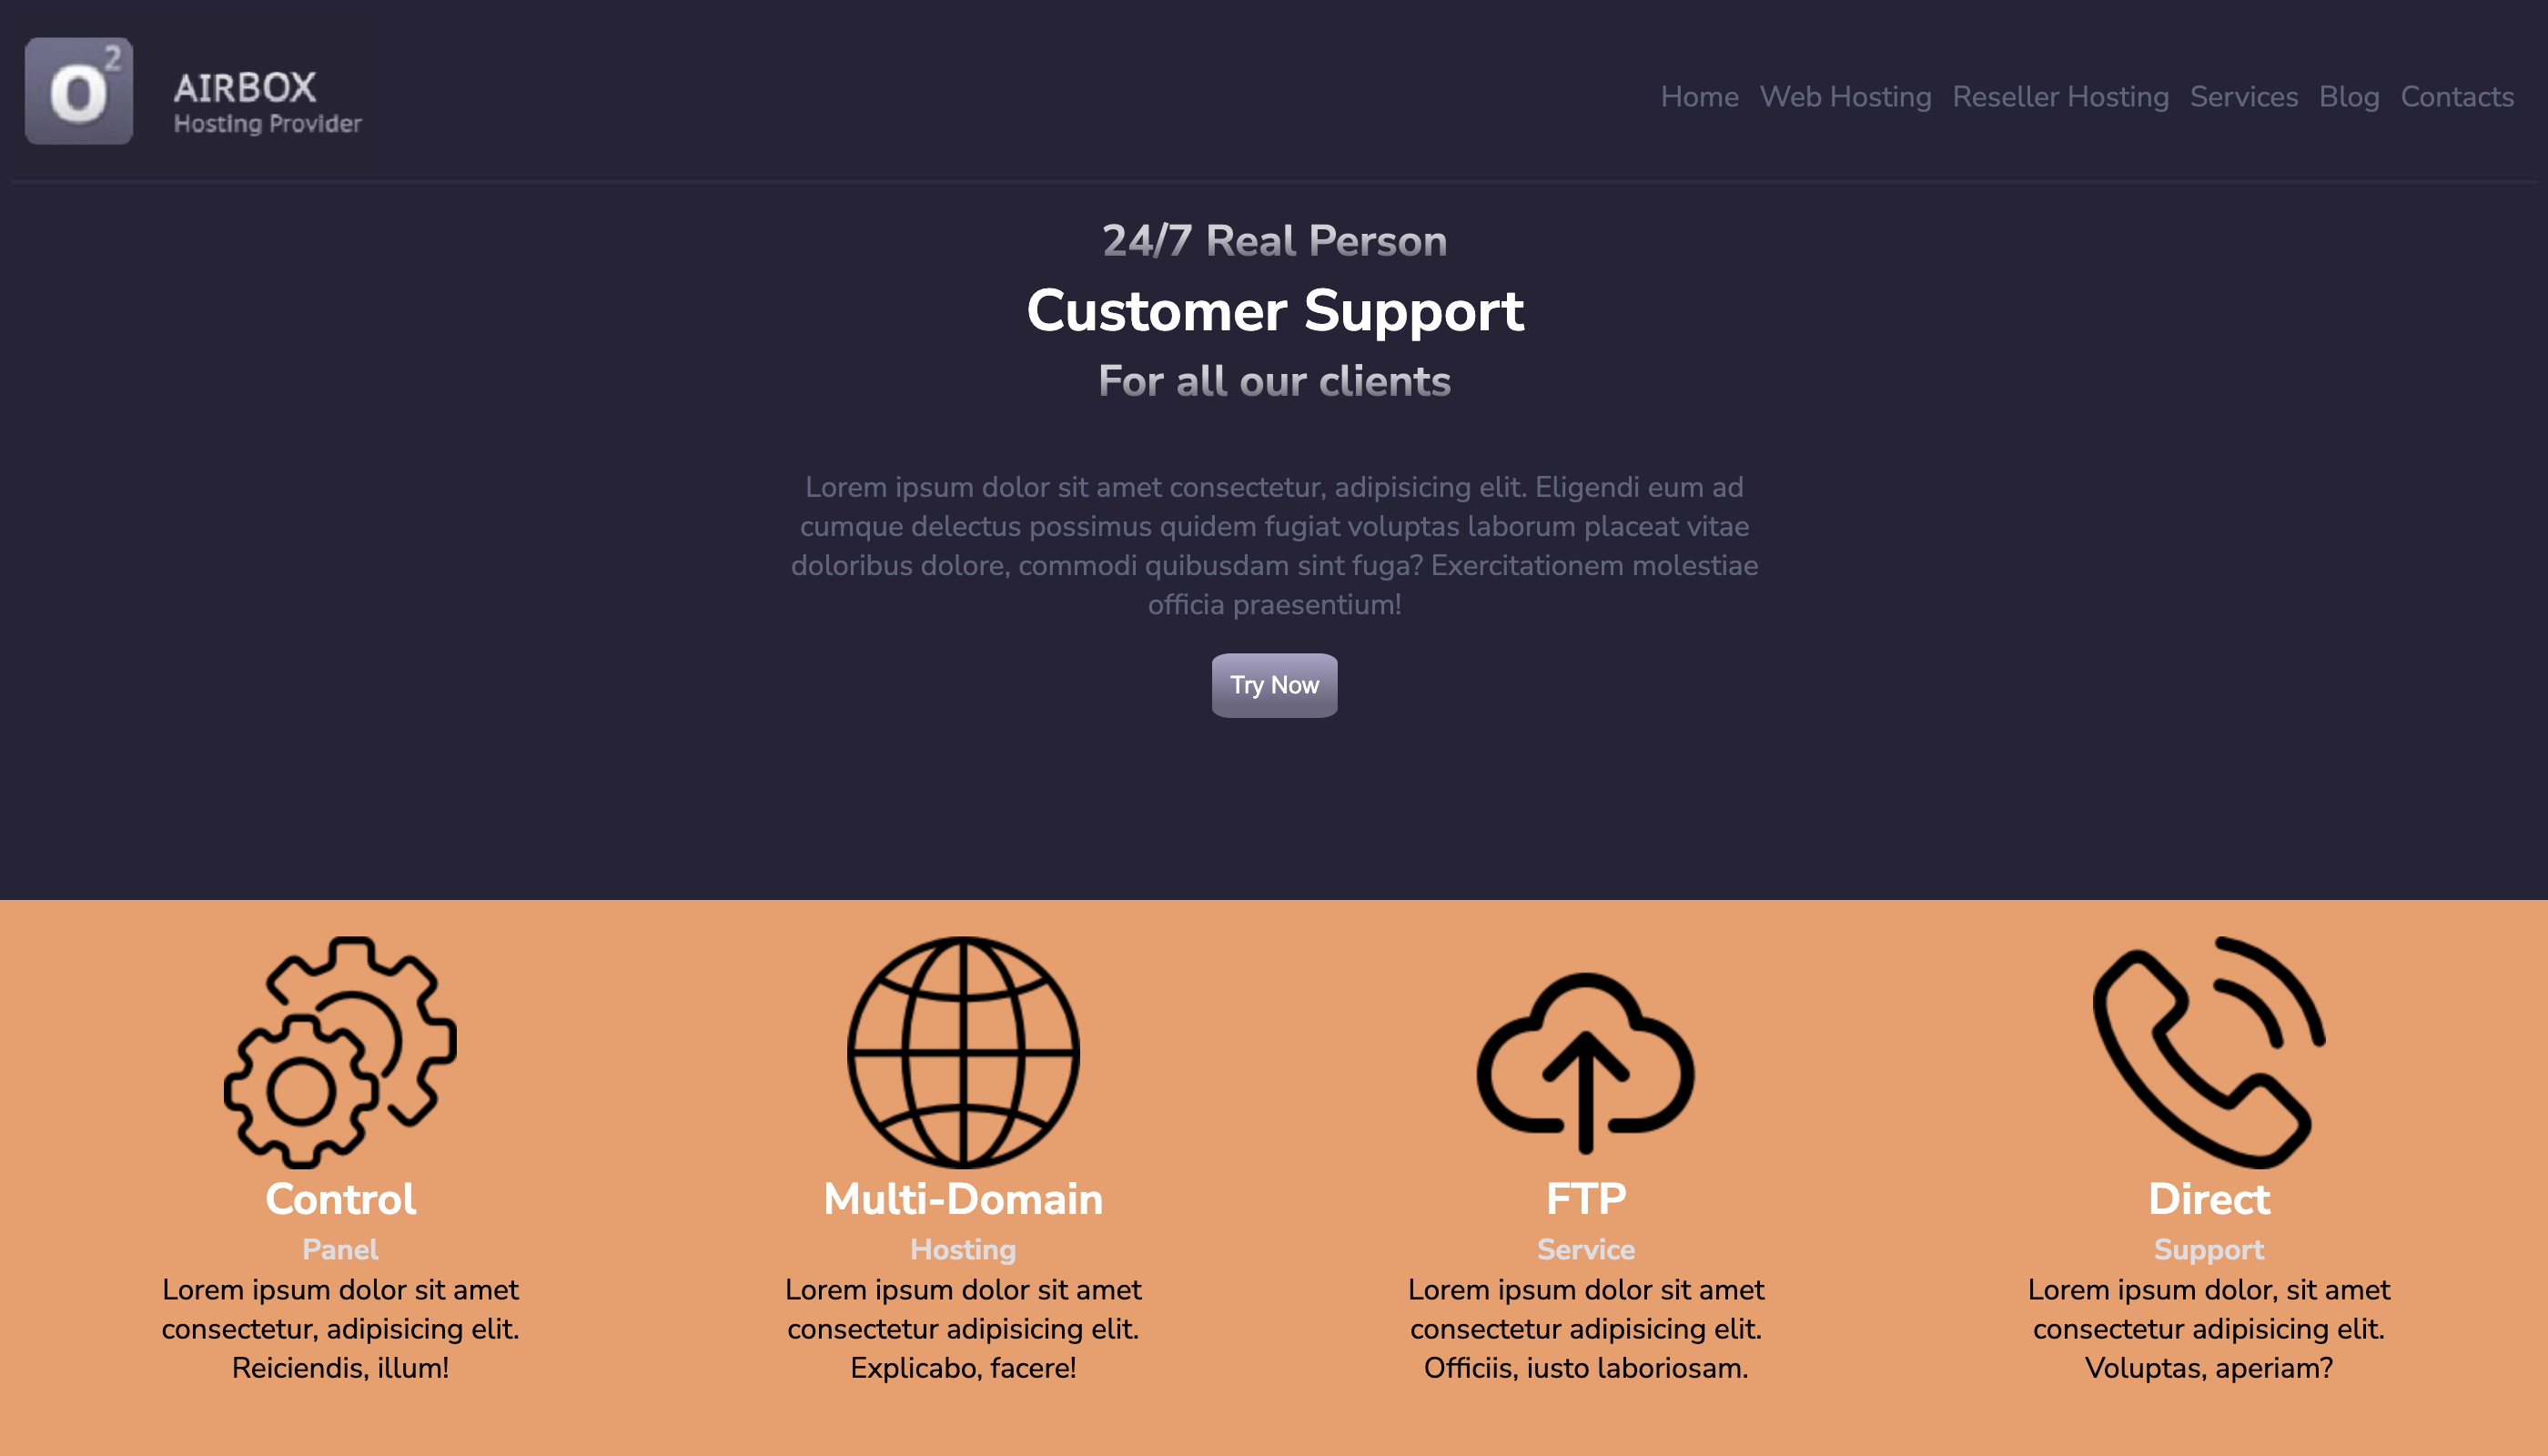 O 2
AIRBOX
Hosting Provider
Home Web Hosting Reseller Hosting Services Blog Contacts
24/7 Real Person
Customer Support
For all our clients
Lorem ipsum dolor sit amet consectetur, adipisicing elit. Eligendi eum ad
cumque delectus possimus quidem fugiat voluptas laborum placeat vitae
doloribus dolore, commodi quibusdam sint fuga? Exercitationem molestiae
officia praesentium!
Try Now
Control
Panel
Lorem ipsum dolor sit amet
consectetur, adipisicing elit.
Reiciendis, illum!
Multi-Domain
Hosting
Lorem ipsum dolor sit amet
consectetur adipisicing elit.
Explicabo, facere!
FTP
Service
Lorem ipsum dolor sit amet
consectetur adipisicing elit.
Officiis, iusto laboriosam.
Direct
Support
Lorem ipsum dolor, sit amet
consectetur adipisicing elit.
Voluptas, aperiam?